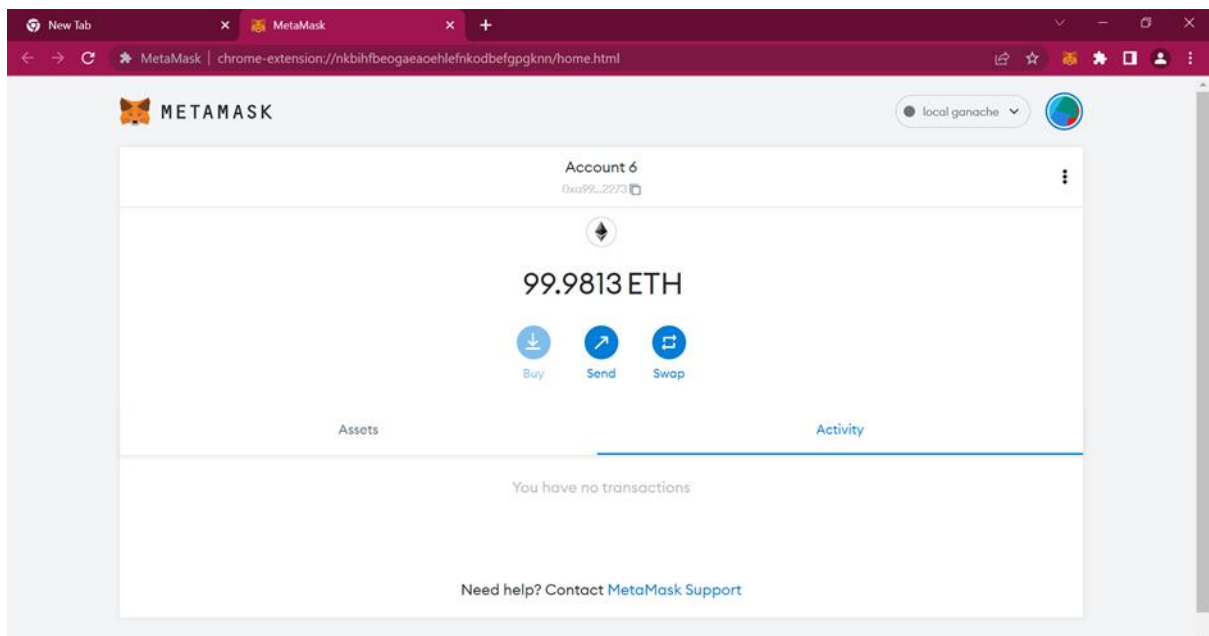 New Tab
MetaMask
MetaMask | chrome-extension://nkbihfbeogaeaoehlefnkodbefgpgknn/home.html
METAMASK
local ganache
Account 6
0xa99...2273
99.9813 ETH
Buy Send Swap
Assets Activity
You have no transactions
Need help? Contact MetaMask Support